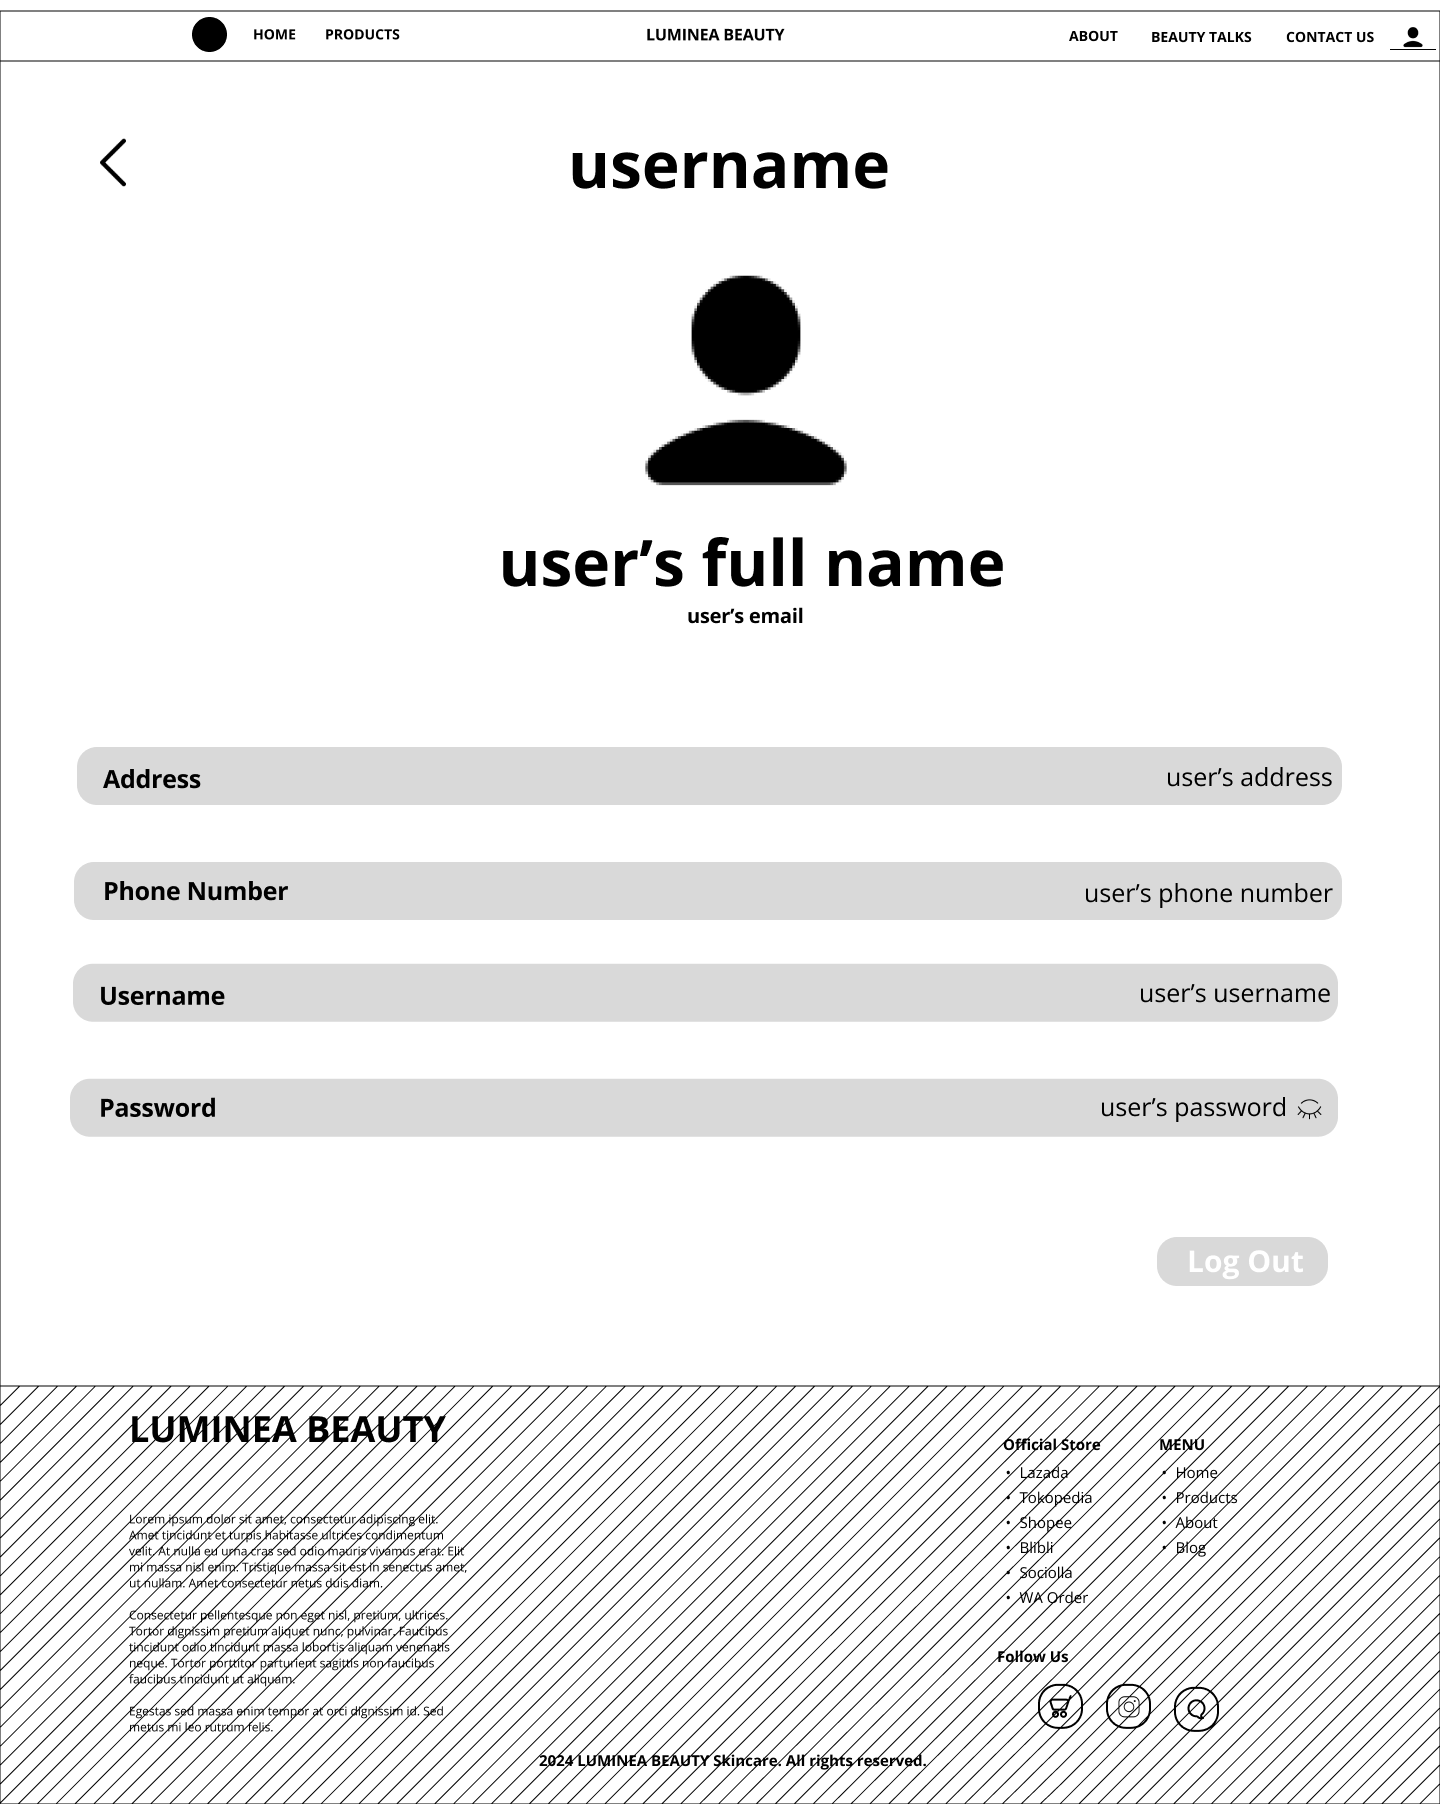 HOME PRODUCTS LUMINEA BEAUTY ABOUT BEAUTY TALKS CONTACT US
username
user’s full name
user’s email
Address user’s address
Phone Number user’s phone number
Username user’s username
Password user’s password
Log Out
LUMINEA BEAUTY
Lorem ipsum dolor sit amet, consectetur adipiscing elit.
Amet tincidunt et turpis habitasse ultrices condimentum
velit. At nulla eu urna cras sed odio mauris vivamus erat. Elit
mi massa nisl enim. Tristique massa sit est in senectus amet,
ut nullam. Amet consectetur netus duis diam.
Consectetur pellentesque non eget nisl, pretium, ultrices.
Tortor dignissim pretium aliquet nunc, pulvinar. Faucibus
tincidunt odio tincidunt massa lobortis aliquam venenatis
neque. Tortor porttitor parturient sagittis non faucibus
faucibus tincidunt ut aliquam.
Egestas sed massa enim tempor at orci dignissim id. Sed
metus mi leo rutrum felis.
Official Store
• Lazada
• Tokopedia
• Shopee
• Blibli
• Sociolla
• WA Order
MENU
• Home
• Products
• About
• Blog
Follow Us
2024 LUMINEA BEAUTY Skincare. All rights reserved.